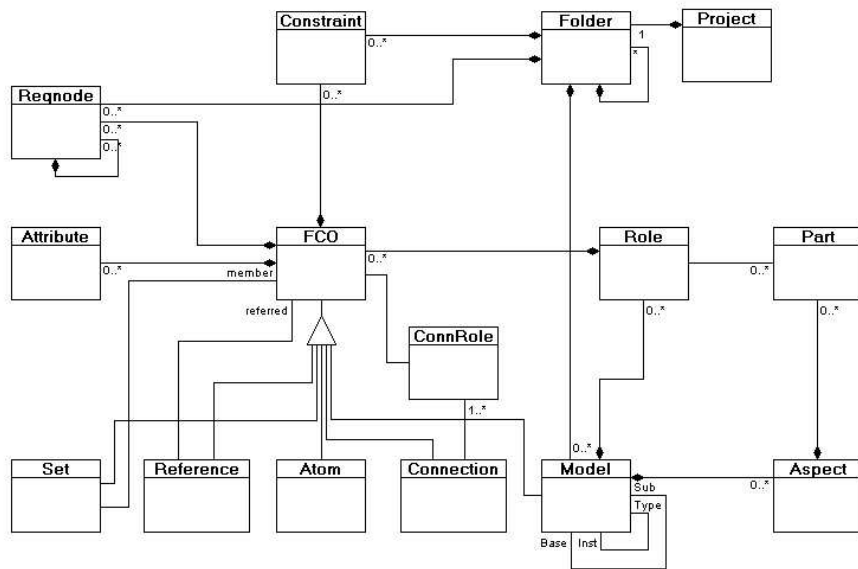 Constraint
Folder
Project
0..*
1
*
0..*
Reqnode
0..*
0..*
0..*
Attribute
FCO
Role
Part
0..*
0..*
0..*
member
0..*
0..*
referred
ConnRole
1..*
0..*
Set
Reference
Atom
Connection
Model
Aspect
Sub
0..*
Type
Base
Inst